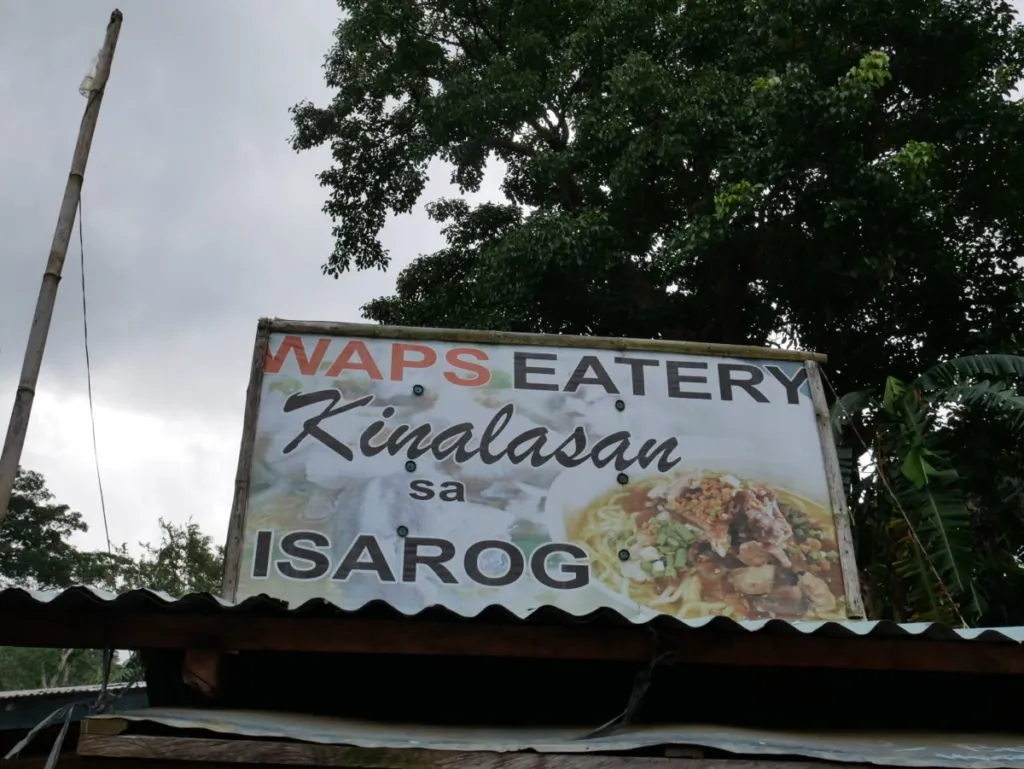 WAPS EATERY
Kinalasan
sa
ISAROG